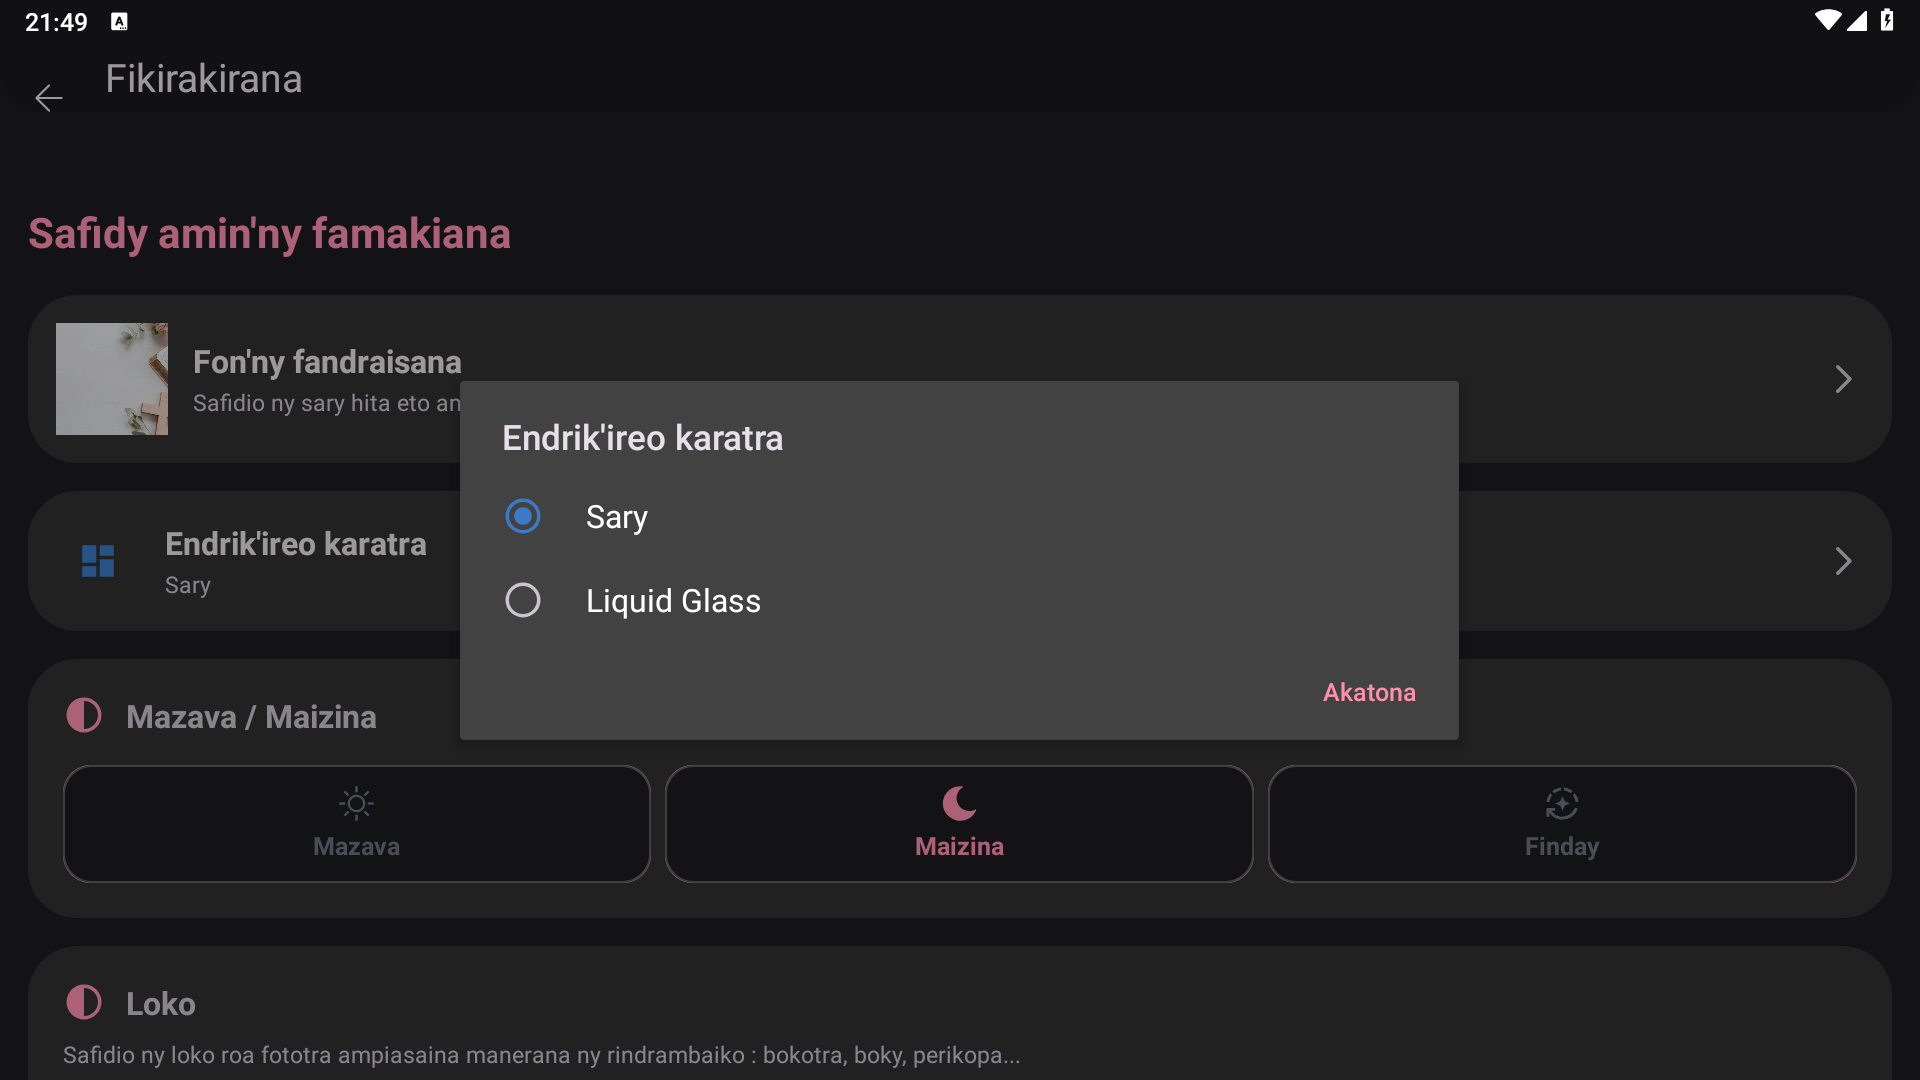 21:49
Fikirakirana
Safidy amin'ny famakiana
Fon'ny fandraisana
Safidio ny sary hita eto
Endrik'ireo karatra
Sary
Endrik'ireo karatra
Sary
Liquid Glass
Akatona
Mazava / Maizina
Mazava
Maizina
Finday
Loko
Safidio ny loko roa fototra ampiasaina manerana ny rindrambaiko : bokotra, boky, perikopa...